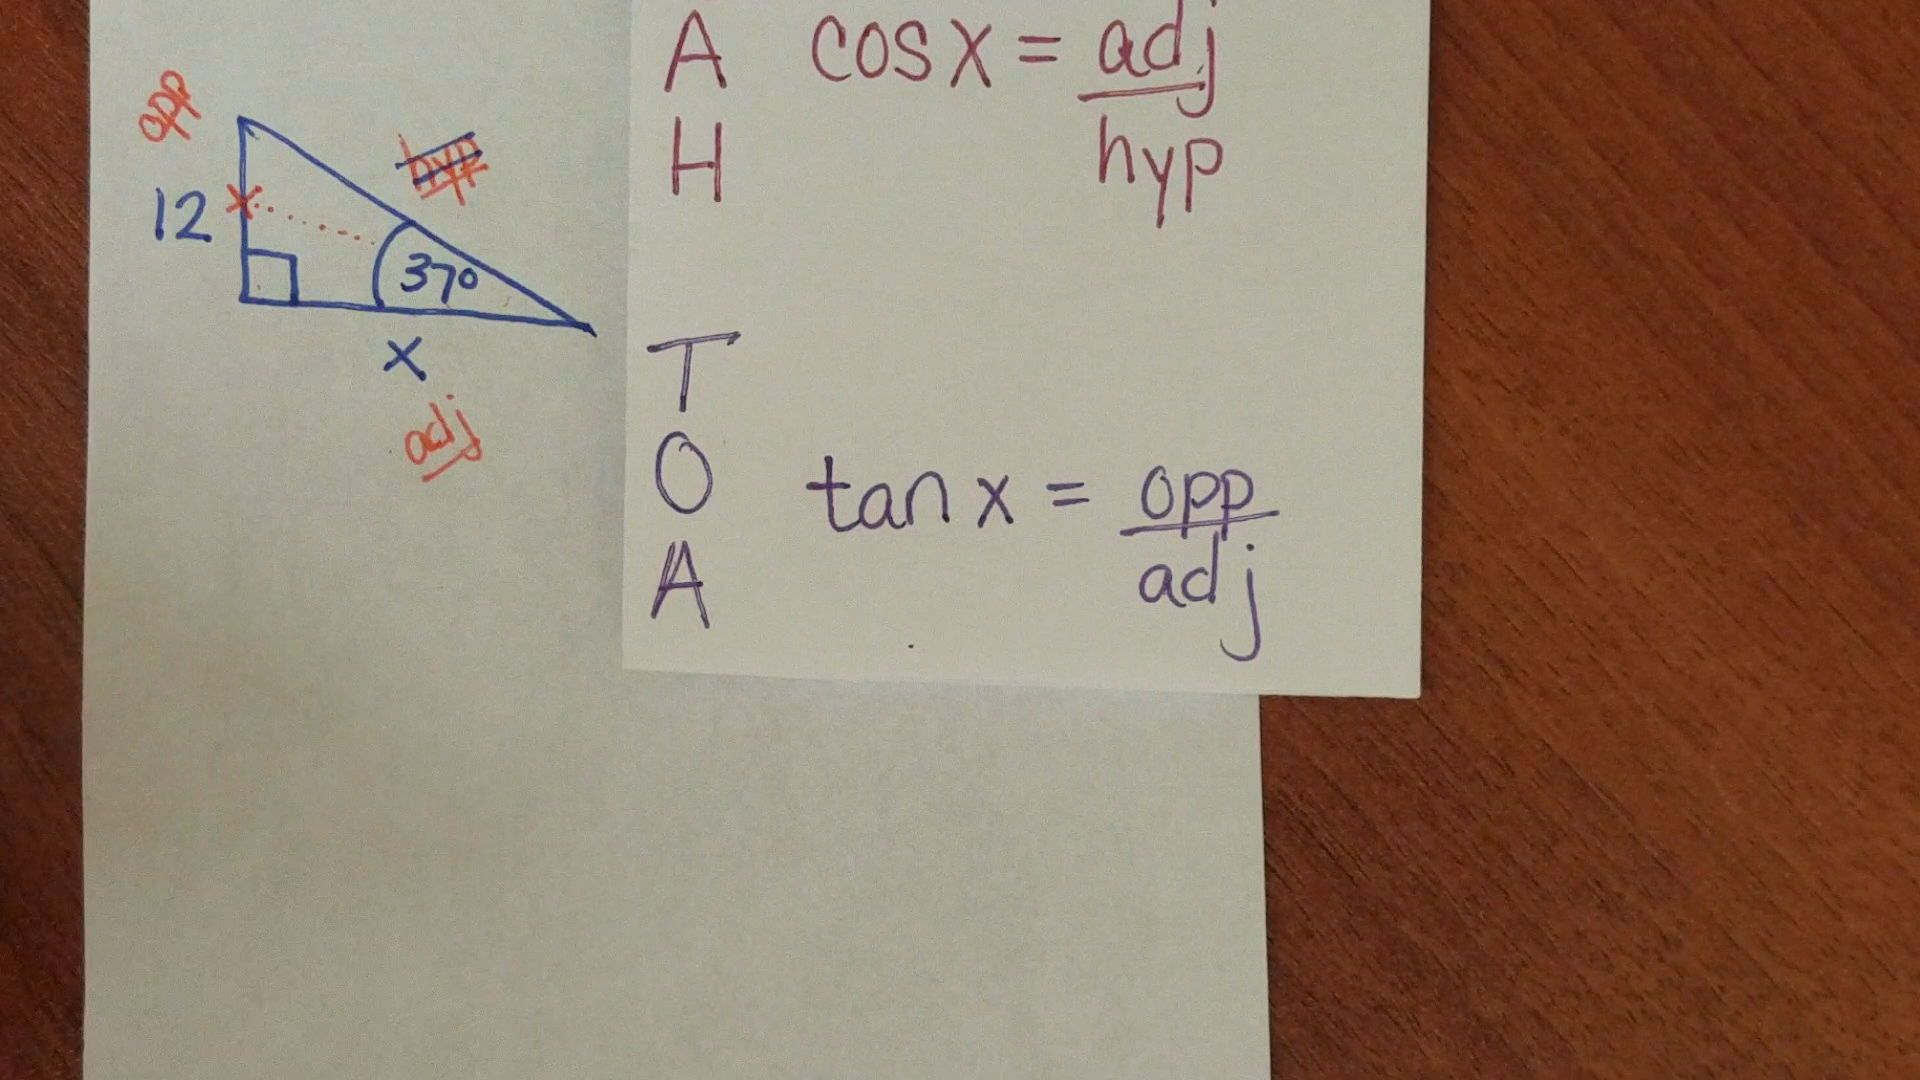 opp
hyp
12
37°
x
adj
A
H
cos x = adj
hyp
T
O
A
tan x = opp
adj